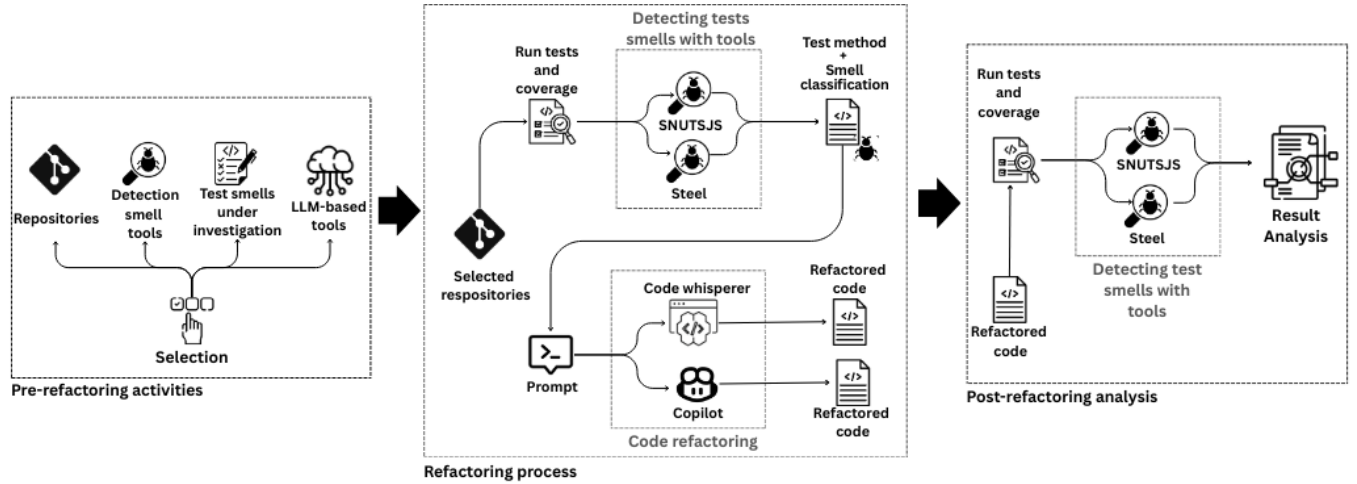 Repositories
Detection
smell
tools
Test smells
under
investigation
LLM-based
tools
Selection
Pre-refactoring activities
Detecting tests
smells with tools
Run tests
and
coverage
SNUTSJS
Steel
Test method
+
Smell
classification
Selected
respositories
Prompt
Code whisperer
Copilot
Code refactoring
Refactored
code
Refactored
code
Refactoring process
Run tests
and
coverage
SNUTSJS
Steel
Detecting test
smells with
tools
Refactored
code
Result
Analysis
Post-refactoring analysis